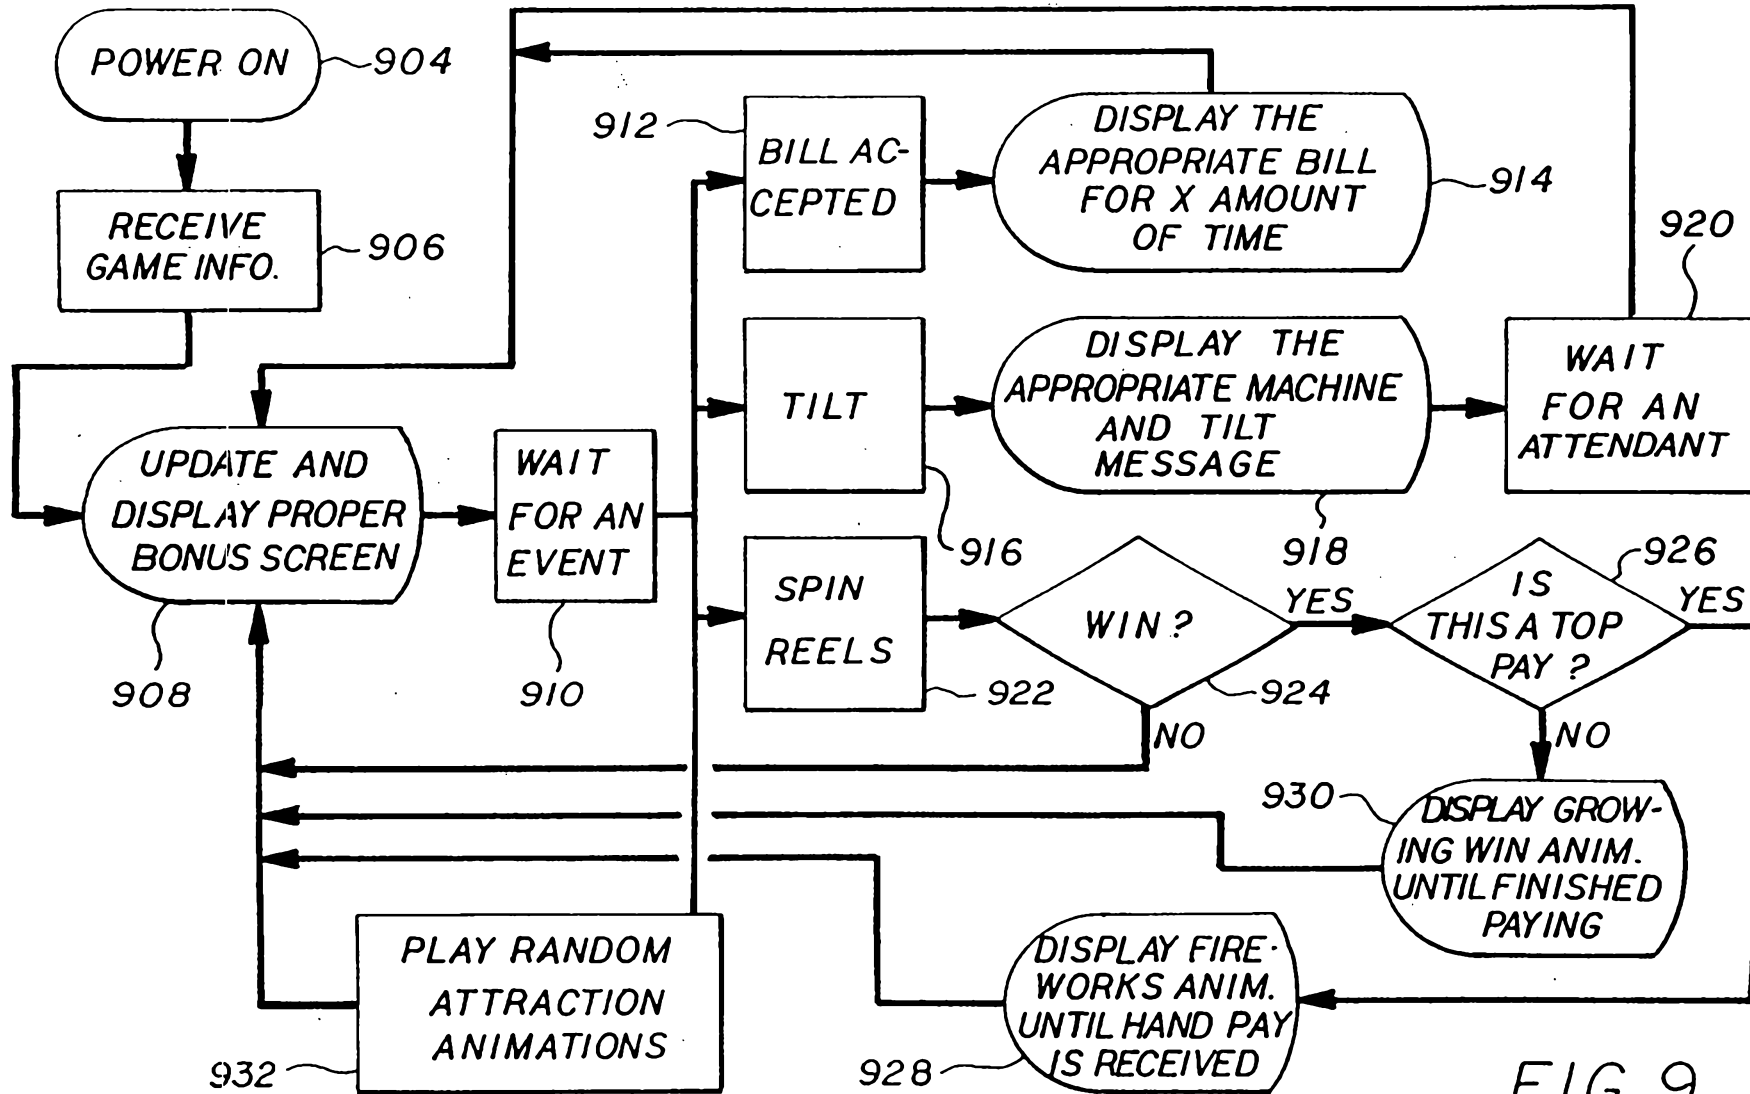 POWER ON
904
RECEIVE
GAME INFO.
906
UPDATE AND
DISPLAY PROPER
BONUS SCREEN
908
WAIT
FOR AN
EVENT
910
912
BILL AC-
CEPTED
DISPLAY THE
APPROPRIATE BILL
FOR X AMOUNT
OF TIME
914
TILT
916
DISPLAY THE
APPROPRIATE MACHINE
AND TILT
MESSAGE
918
920
WAIT
FOR AN
ATTENDANT
SPIN
REELS
922
WIN?
924
YES
NO
IS
THIS A TOP
PAY?
926
YES
NO
930
DISPLAY GROW-
ING WIN ANIM.
UNTIL FINISHED
PAYING
DISPLAY FIRE-
WORKS ANIM.
UNTIL HAND PAY
IS RECEIVED
928
PLAY RANDOM
ATTRACTION
ANIMATIONS
932
FIG. 9